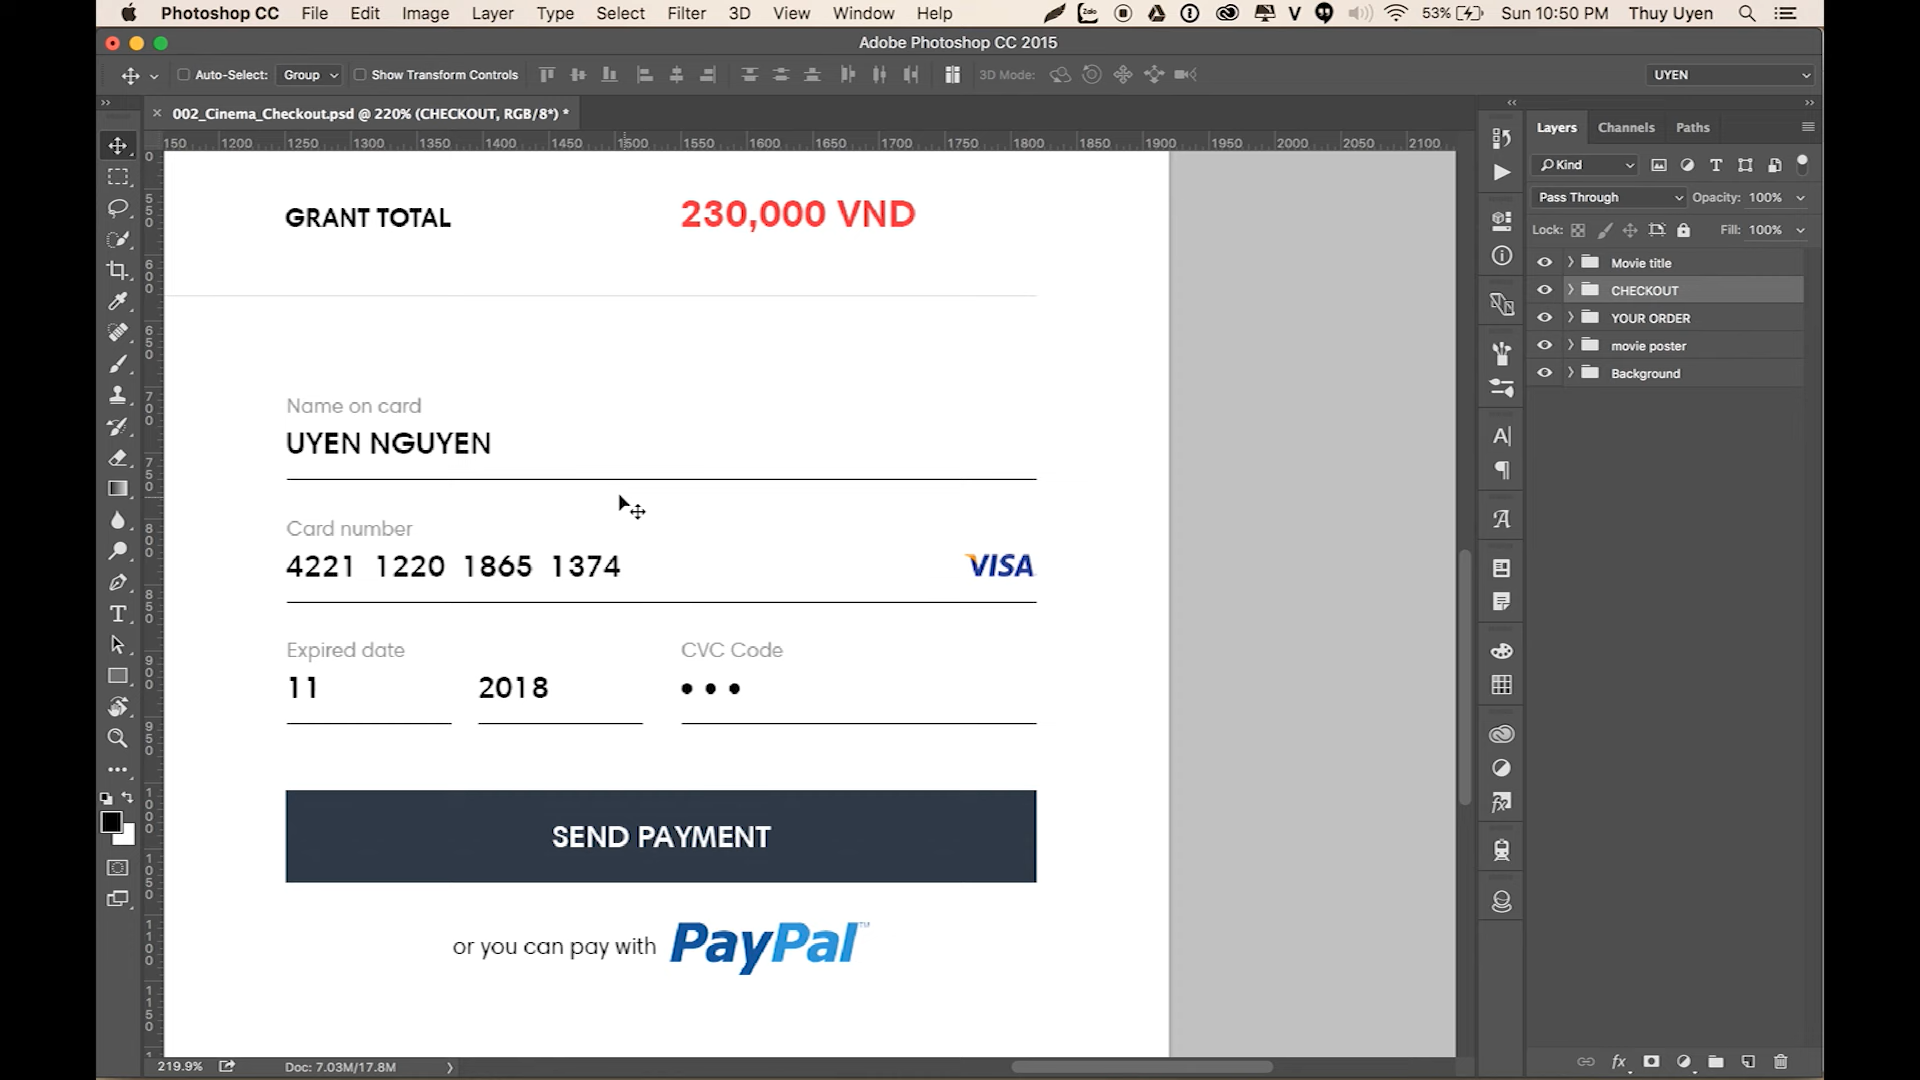 Photoshop CC File Edit Image Layer Type Select Filter 3D View Window Help 53% Sun 10:50 PM Thuy Uyen
Adobe Photoshop CC 2015
Auto-Select: Group Show Transform Controls 3D Mode: UYEN
002_Cinema_Checkout.psd @ 220% (CHECKOUT, RGB/8*) *
150 1200 1250 1300 1350 1400 1450 1500 1550 1600 1650 1700 1750 1800 1850 1900 1950 2000 2050 2100
Layers Channels Paths
Kind
Pass Through Opacity: 100%
Lock: Fill: 100%
Movie title
CHECKOUT
YOUR ORDER
movie poster
Background
GRANT TOTAL 230,000 VND
Name on card
UYEN NGUYEN
Card number
4221 1220 1865 1374 VISA
Expired date CVC Code
11 2018 •••
SEND PAYMENT
or you can pay with PayPal™
219.9% Doc: 7.03M/17.8M